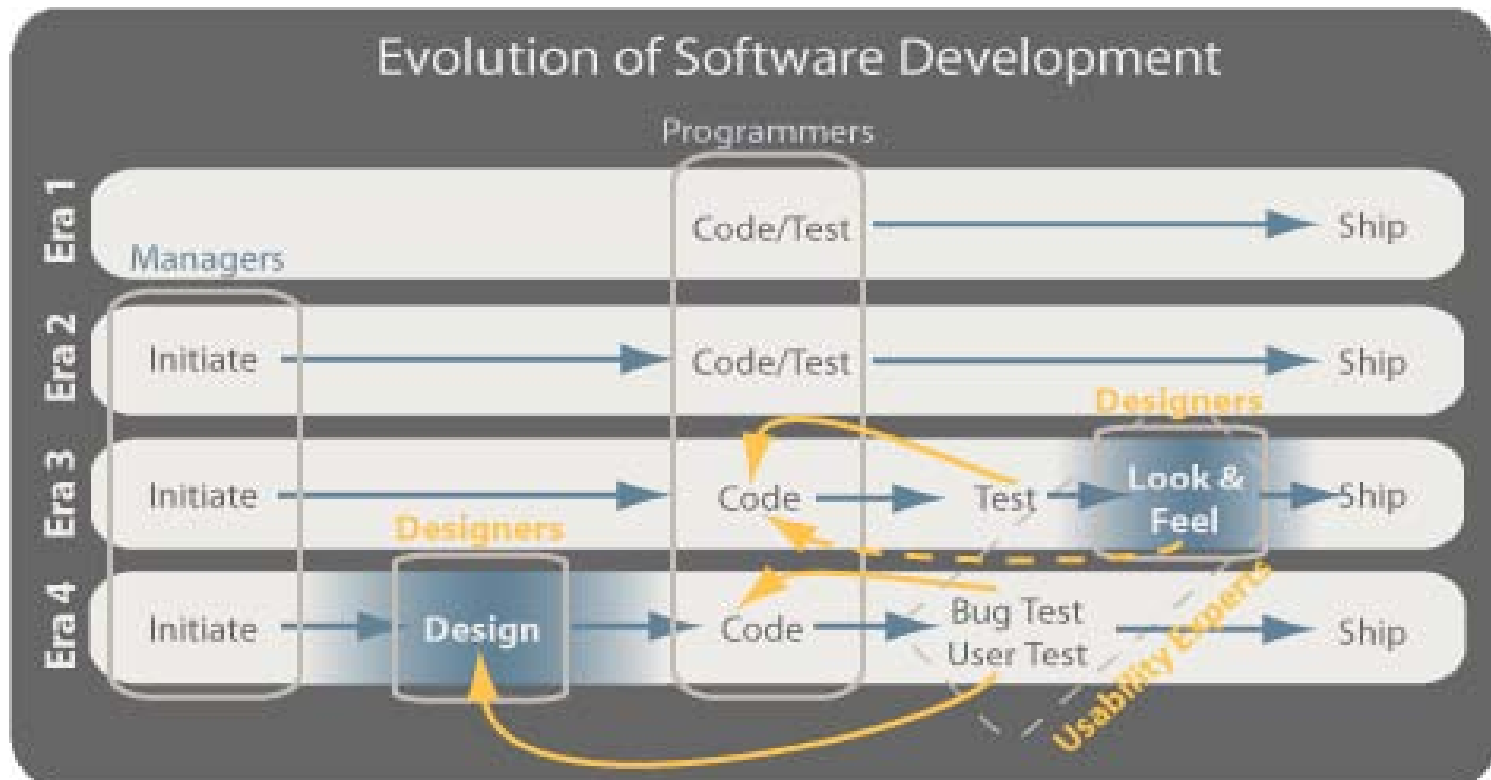 Evolution of Software Development
Programmers
Era 1
Code/Test
Ship
Managers
Era 2
Initiate
Code/Test
Ship
Designers
Era 3
Initiate
Code
Test
Look &
Feel
Ship
Designers
Era 4
Initiate
Design
Code
Bug Test
User Test
Ship
Usability Experts